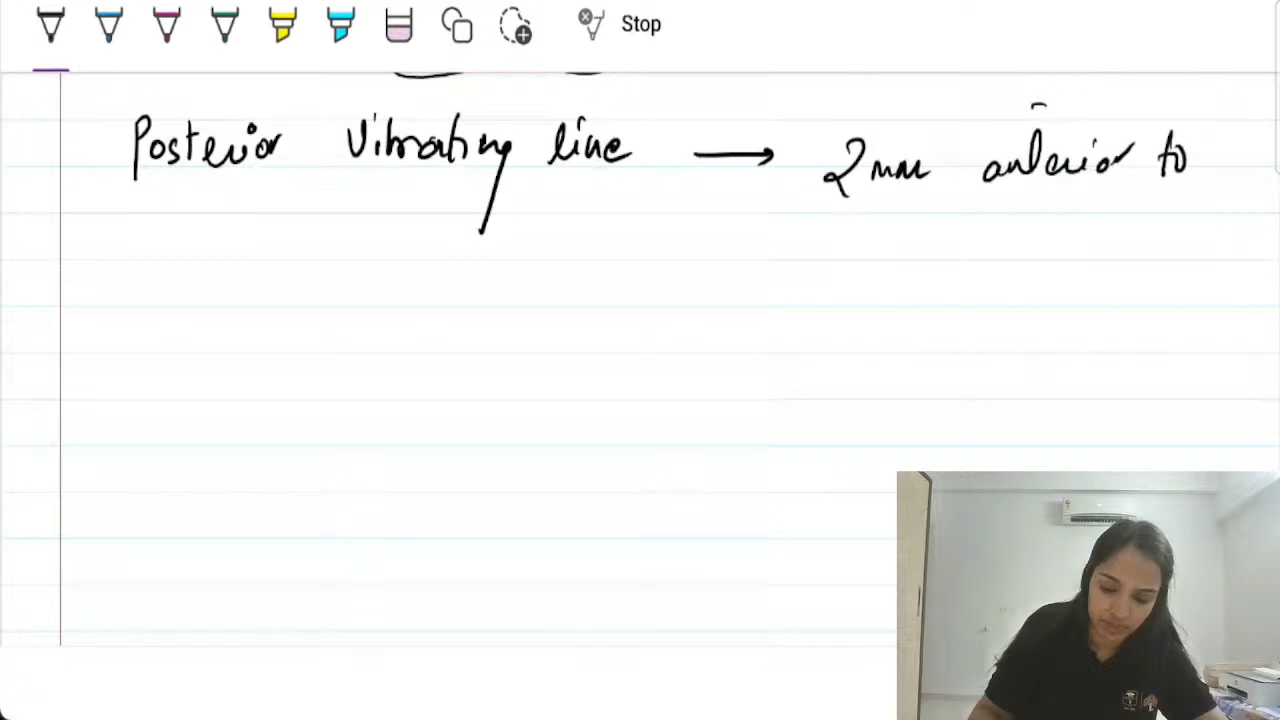 Stop
Posterior Vibrating line → 2mm anterior to